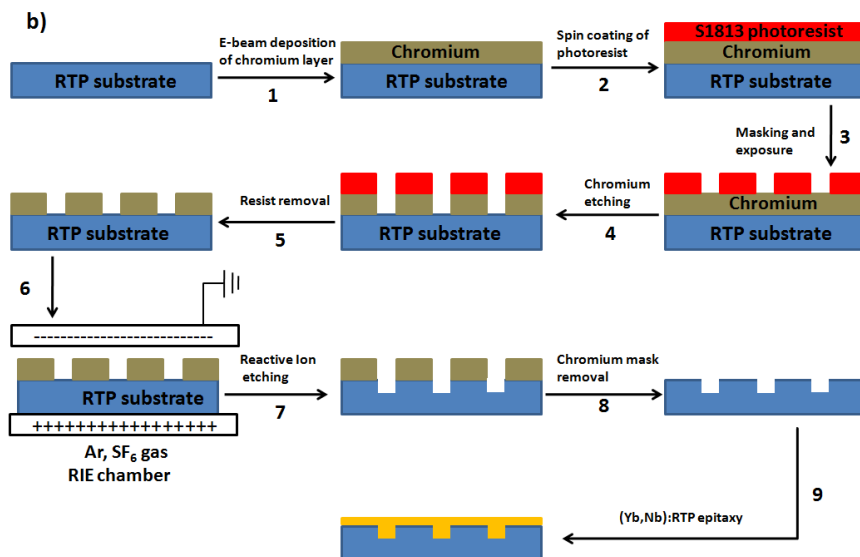 b)
RTP substrate
E-beam deposition
of chromium layer
1
Chromium
RTP substrate
Spin coating of
photoresist
2
S1813 photoresist
Chromium
RTP substrate
Masking and
exposure
3
Chromium
RTP substrate
Chromium
etching
4
RTP substrate
Resist removal
5
RTP substrate
6
----------------------------
RTP substrate
+++++++++++++++++
Ar, SF6 gas
RIE chamber
Reactive Ion
etching
7
Chromium mask
removal
8
9
(Yb,Nb):RTP epitaxy